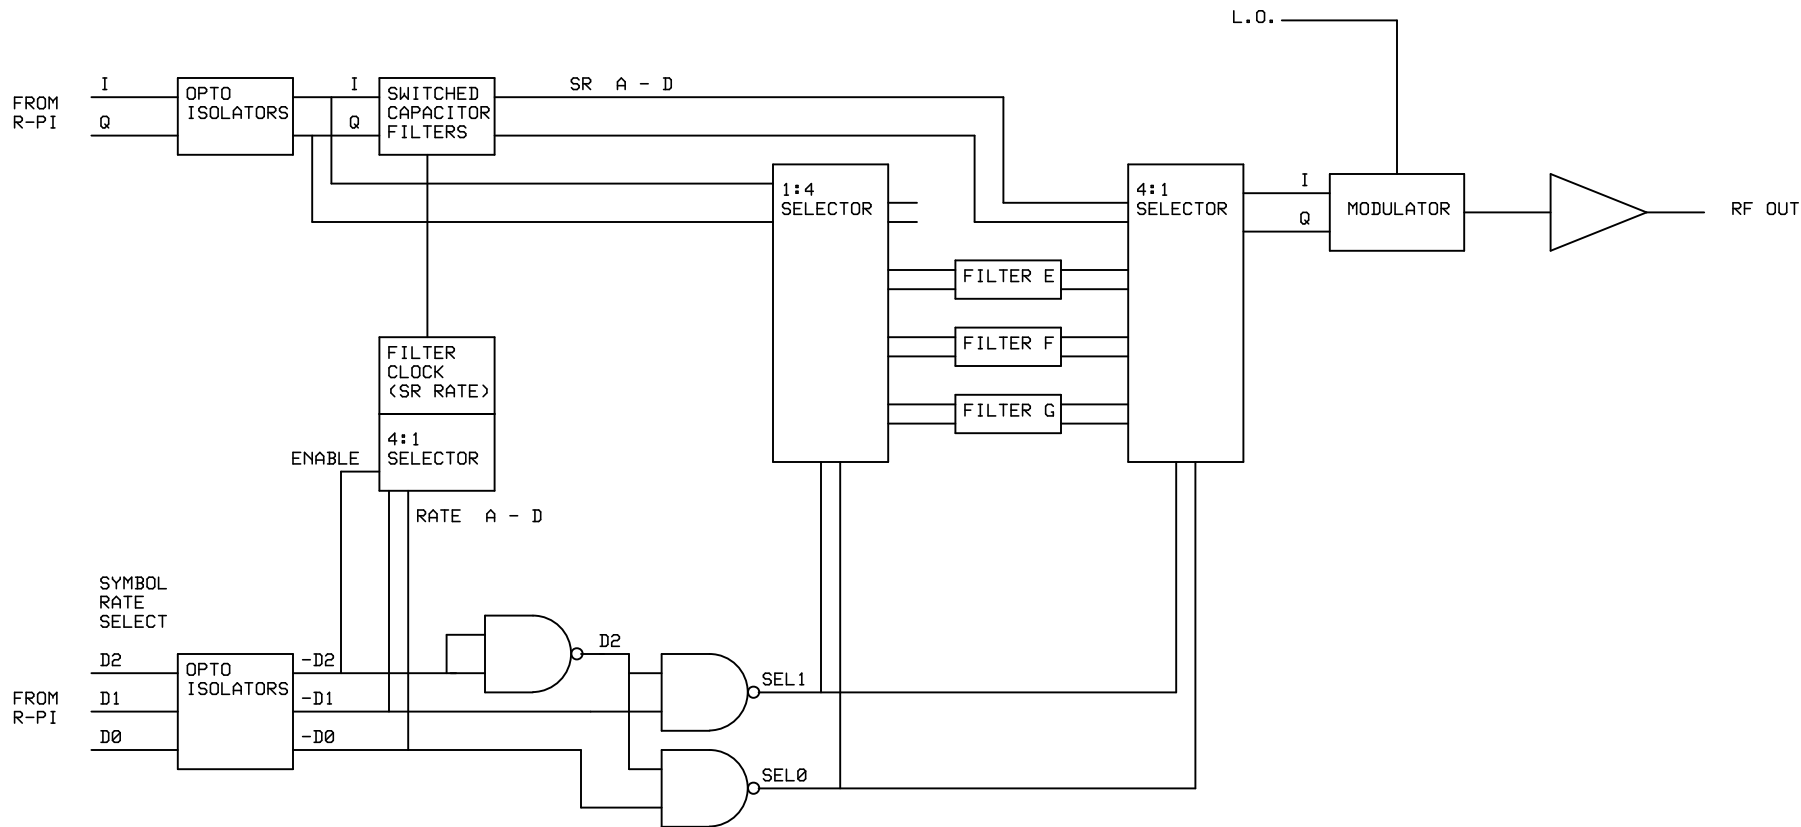 L.O.
I
I
SR A - D
FROM
R-PI
Q
OPTO
ISOLATORS
Q
SWITCHED
CAPACITOR
FILTERS
1:4
SELECTOR
4:1
SELECTOR
I
Q
MODULATOR
RF OUT
FILTER E
FILTER F
FILTER G
FILTER
CLOCK
(SR RATE)
4:1
SELECTOR
ENABLE
RATE A - D
SYMBOL
RATE
SELECT
D2
D1
D0
FROM
R-PI
OPTO
ISOLATORS
-D2
-D1
-D0
D2
SEL1
SEL0